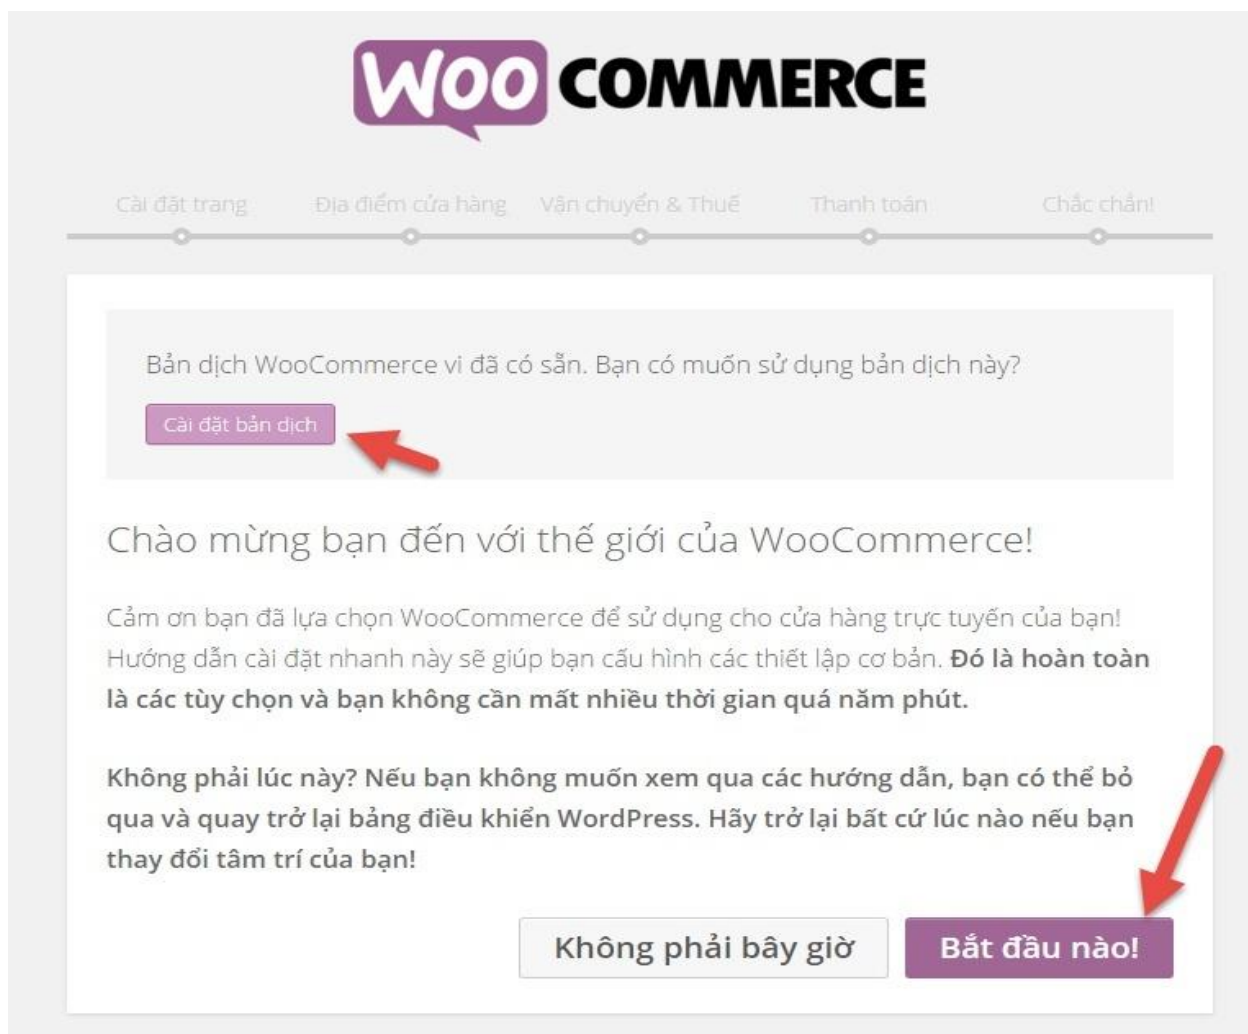 WOO COMMERCE
Cài đặt trang Địa điểm cửa hàng Vận chuyển & Thuế Thanh toán Chắc chắn!
Bản dịch WooCommerce vi đã có sẵn. Bạn có muốn sử dụng bản dịch này?
Cài đặt bản dịch
Chào mừng bạn đến với thế giới của WooCommerce!
Cảm ơn bạn đã lựa chọn WooCommerce để sử dụng cho cửa hàng trực tuyến của bạn!
Hướng dẫn cài đặt nhanh này sẽ giúp bạn cấu hình các thiết lập cơ bản. Đó là hoàn toàn
là các tùy chọn và bạn không cần mất nhiều thời gian quá năm phút.
Không phải lúc này? Nếu bạn không muốn xem qua các hướng dẫn, bạn có thể bỏ
qua và quay trở lại bảng điều khiển WordPress. Hãy trở lại bất cứ lúc nào nếu bạn
thay đổi tâm trí của bạn!
Không phải bây giờ Bắt đầu nào!